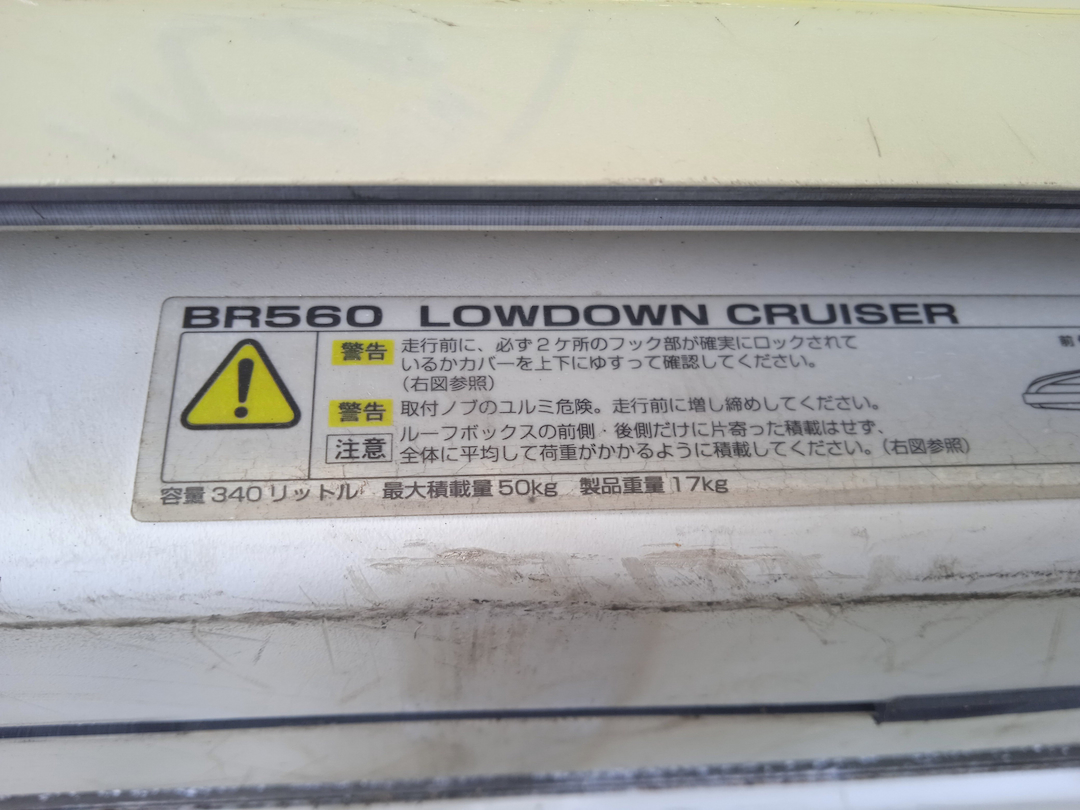 BR560 LOWDOWN CRUISER
警告 走行前に、必ず2ケ所のフック部が確実にロックされて
いるかカバーを上下にゆすって確認してください。
（右図参照）
警告 取付ノブのユルミ危険。走行前に増し締めしてください。
注意 ルーフボックスの前側・後側だけに片寄った積載はせず、
全体に平均して荷重がかかるように積載してください。（右図参照）
容量 340リットル 最大積載量 50kg 製品重量 17kg
前